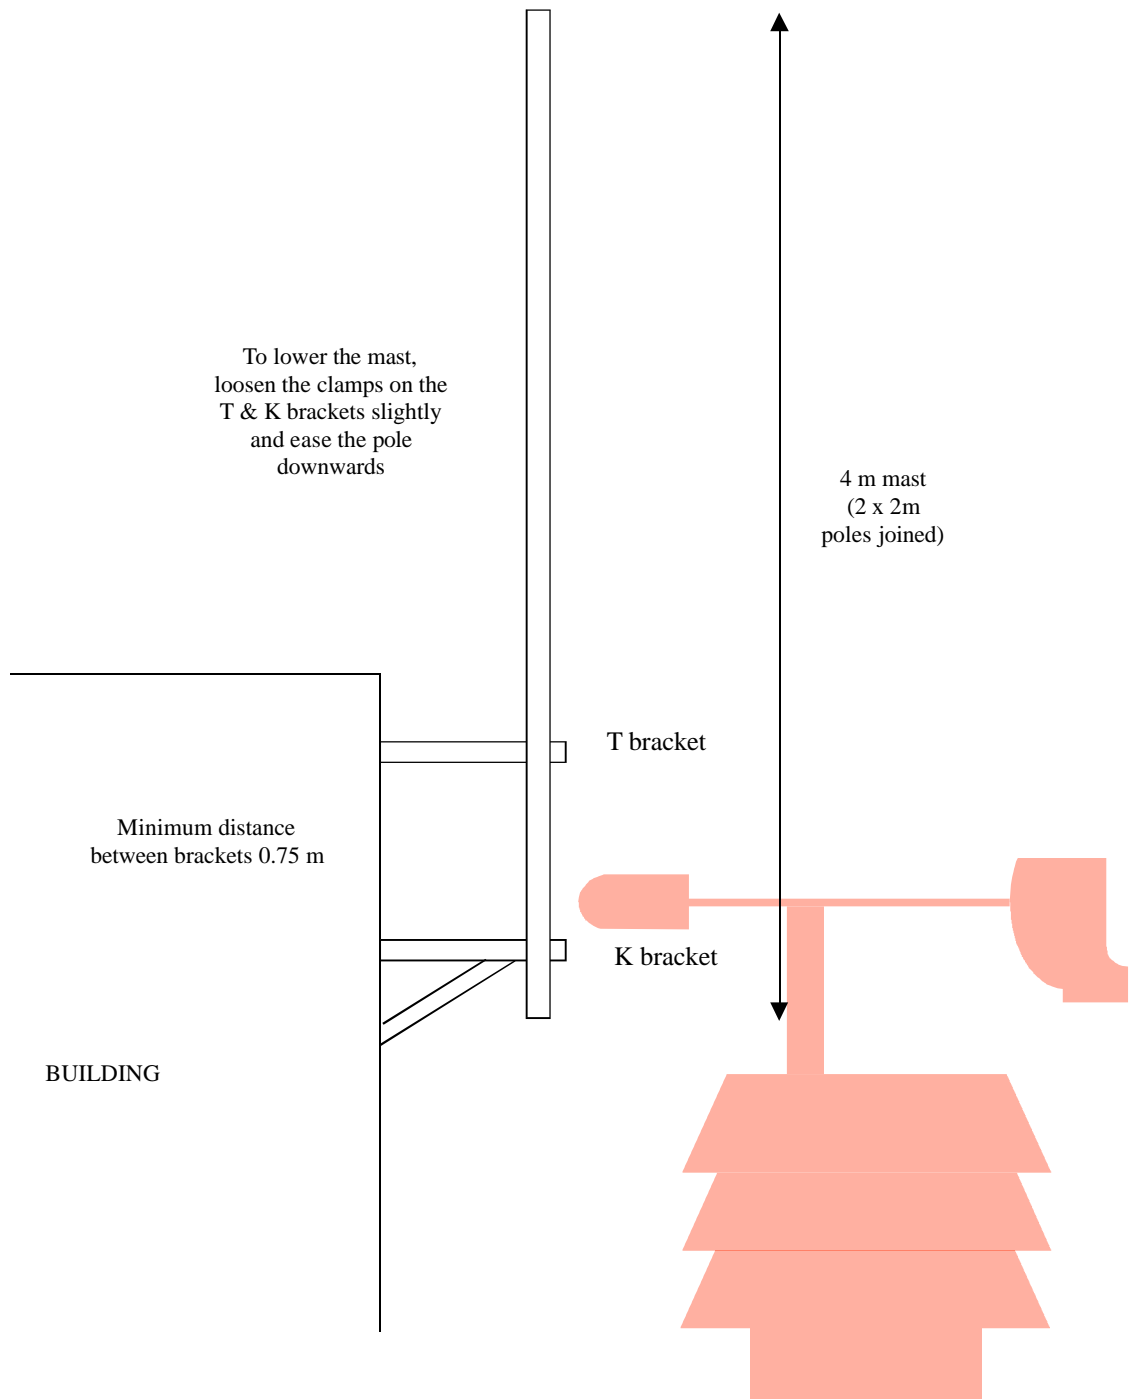 To lower the mast,
loosen the clamps on the
T & K brackets slightly
and ease the pole
downwards
4 m mast
(2 x 2m
poles joined)
T bracket
Minimum distance
between brackets 0.75 m
K bracket
BUILDING